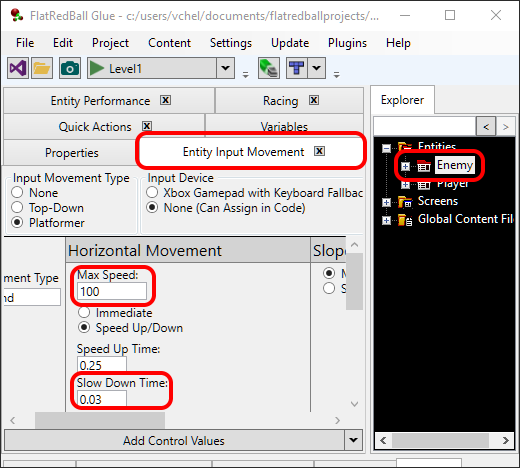 FlatRedBall Glue - c:/users/vchel/documents/flatredballprojects/...
File Project Content Settings Update Plugins Help
Level1
Entity Performance Racing
Quick Actions Variables
Properties Entity Input Movement
Input Movement Type
None
Top-Down
Platformer
Input Device
Xbox Gamepad with Keyboard Fallbac
None (Can Assign in Code)
ment Type
nd
Horizontal Movement
Max Speed:
100
Immediate
Speed Up/Down
Speed Up Time:
0.25
Slow Down Time:
0.03
Slop
M
S
Add Control Values
Explorer
< >
Entities
Enemy
Player
Screens
Global Content File